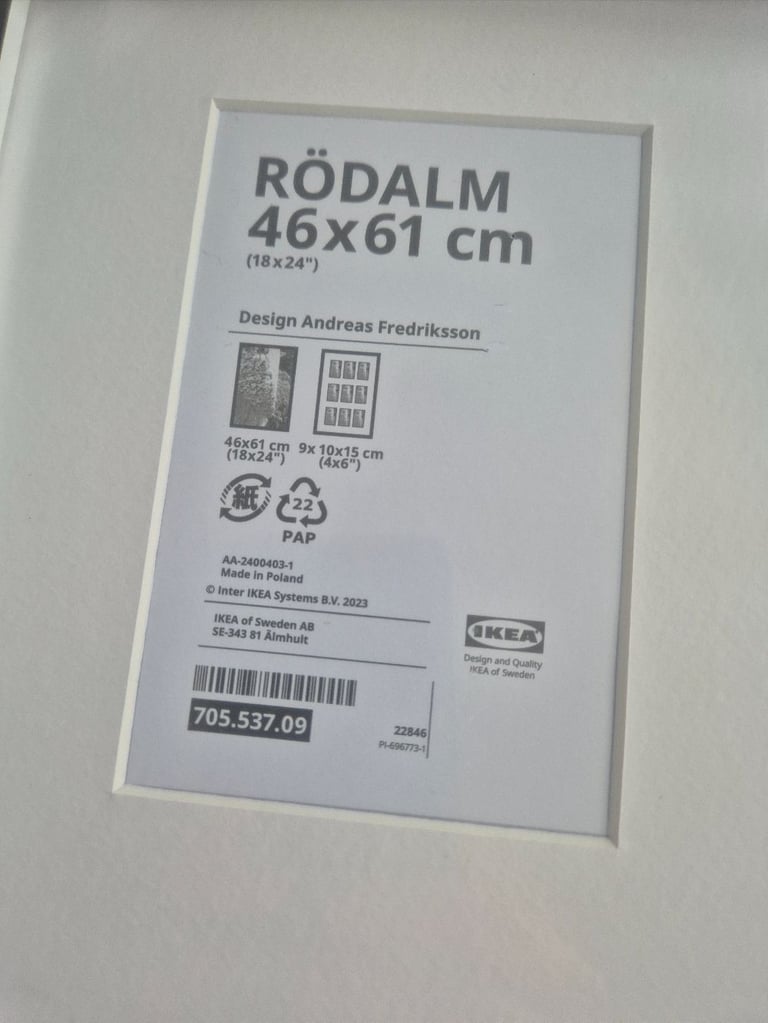 RÖDALM
46x61 cm
(18x24")
Design Andreas Fredriksson
46x61 cm
(18x24")
9x 10x15 cm
(4x6")
紙
22
PAP
AA-2400403-1
Made in Poland
© Inter IKEA Systems B.V. 2023
IKEA of Sweden AB
SE-343 81 Älmhult
705.537.09
22846
PI-696773-1
IKEA
Design and Quality
IKEA of Sweden